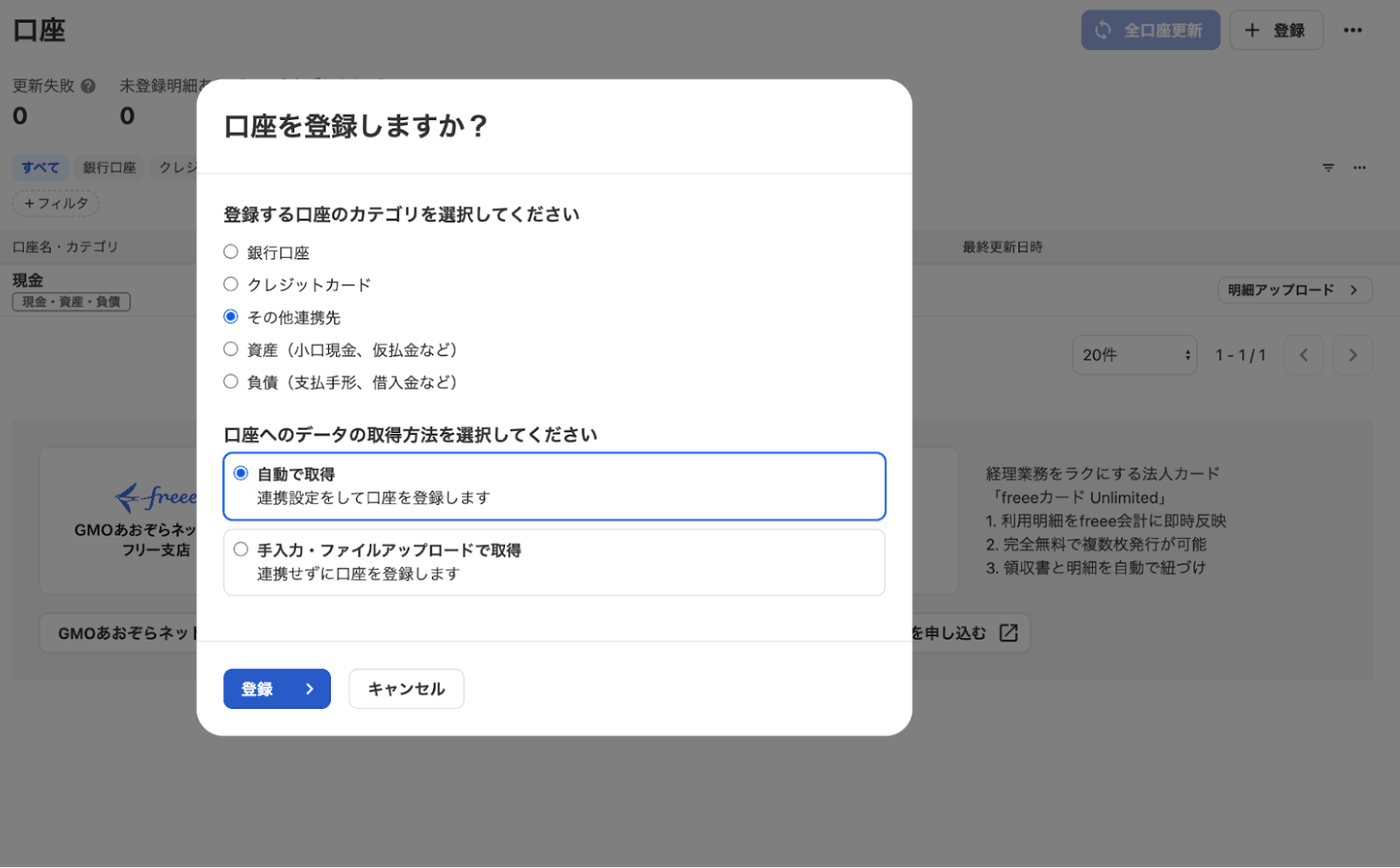 口座
全口座更新
+ 登録
更新失敗
未登録明細
0
0
すべて
銀行口座
クレジ
+フィルタ
口座名・カテゴリ
最終更新日時
現金
現金・資産・負債
明細アップロード
20件
1 - 1 / 1
口座を登録しますか？
登録する口座のカテゴリを選択してください
銀行口座
クレジットカード
その他連携先
資産（小口現金、仮払金など）
負債（支払手形、借入金など）
口座へのデータの取得方法を選択してください
自動で取得
連携設定をして口座を登録します
手入力・ファイルアップロードで取得
連携せずに口座を登録します
登録
キャンセル
freee
GMOあおぞらネッ
フリー支店
GMOあおぞらネット
を申し込む
経理業務をラクにする法人カード
「freeeカード Unlimited」
1. 利用明細をfreee会計に即時反映
2. 完全無料で複数枚発行が可能
3. 領収書と明細を自動で紐づけ